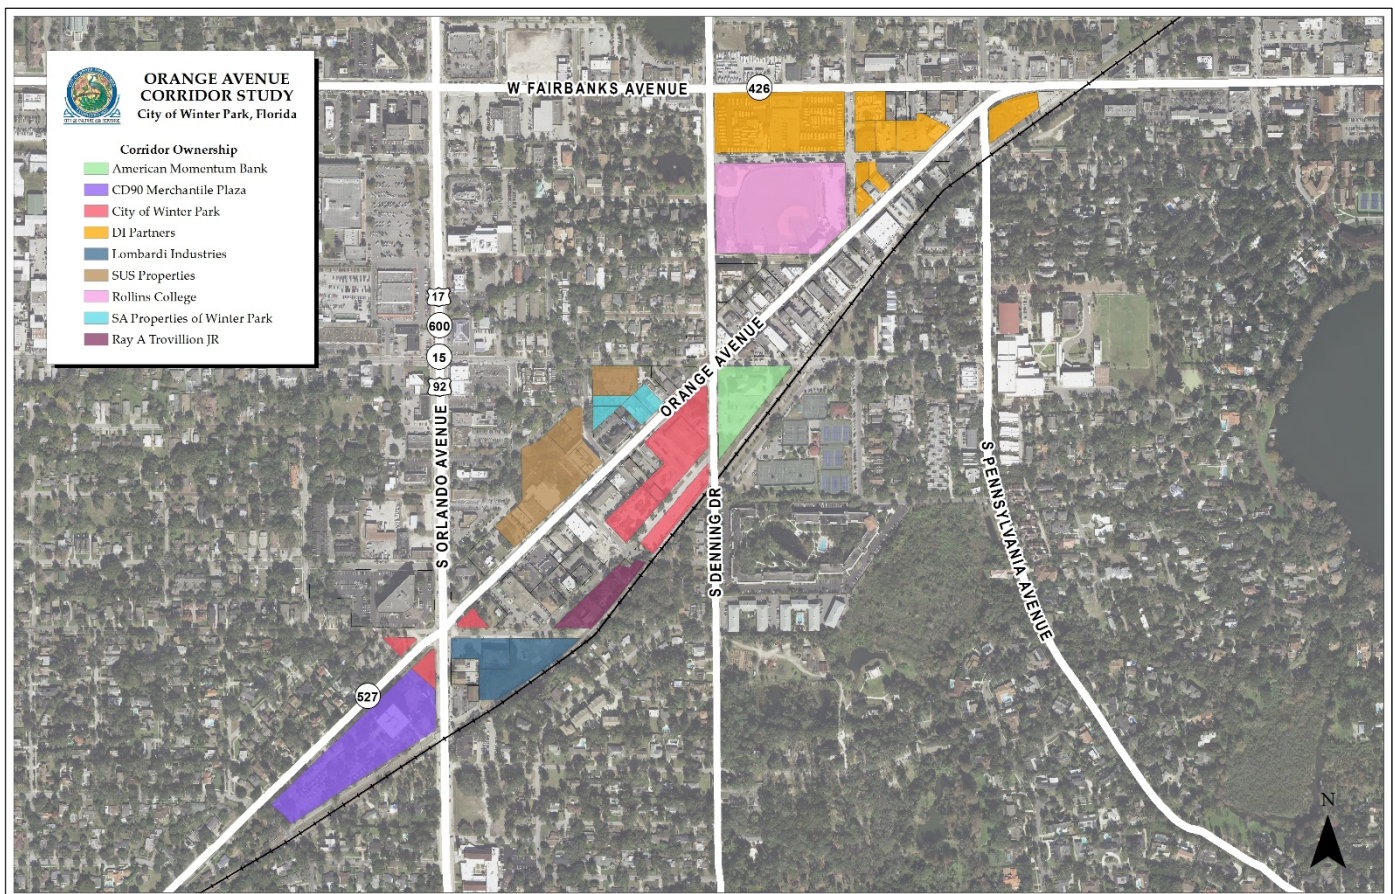 ORANGE AVENUE
CORRIDOR STUDY
City of Winter Park, Florida
Corridor Ownership
American Momentum Bank
CD90 Merchantile Plaza
City of Winter Park
DI Partners
Lombardi Industries
SUS Properties
Rollins College
SA Properties of Winter Park
Ray A Trovillion JR
W FAIRBANKS AVENUE
426
17
600
15
92
S ORLANDO AVENUE
ORANGE AVENUE
S DENNING DR
S PENNSYLVANIA AVENUE
527
N